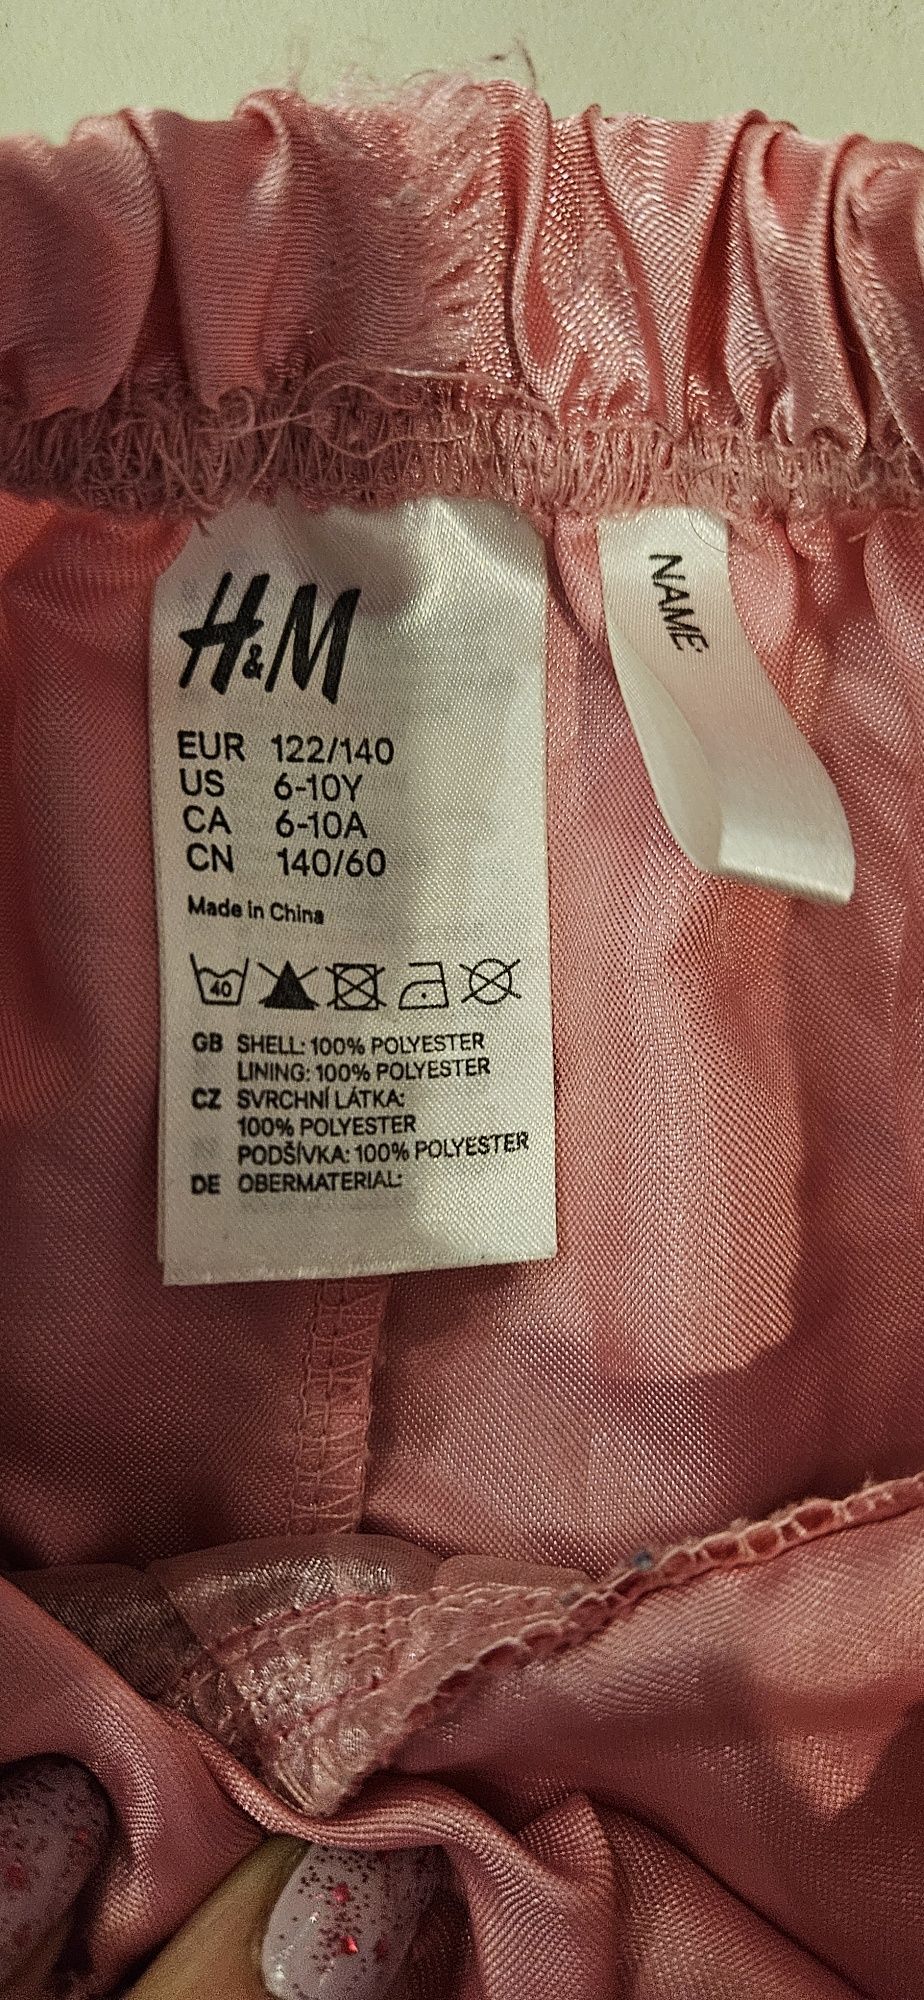 H&M
EUR 122/140
US 6-10Y
CA 6-10A
CN 140/60
Made in China
40
GB SHELL: 100% POLYESTER
LINING: 100% POLYESTER
CZ SVRCHNÍ LÁTKA:
100% POLYESTER
PODŠÍVKA: 100% POLYESTER
DE OBERMATERIAL:
NAME: